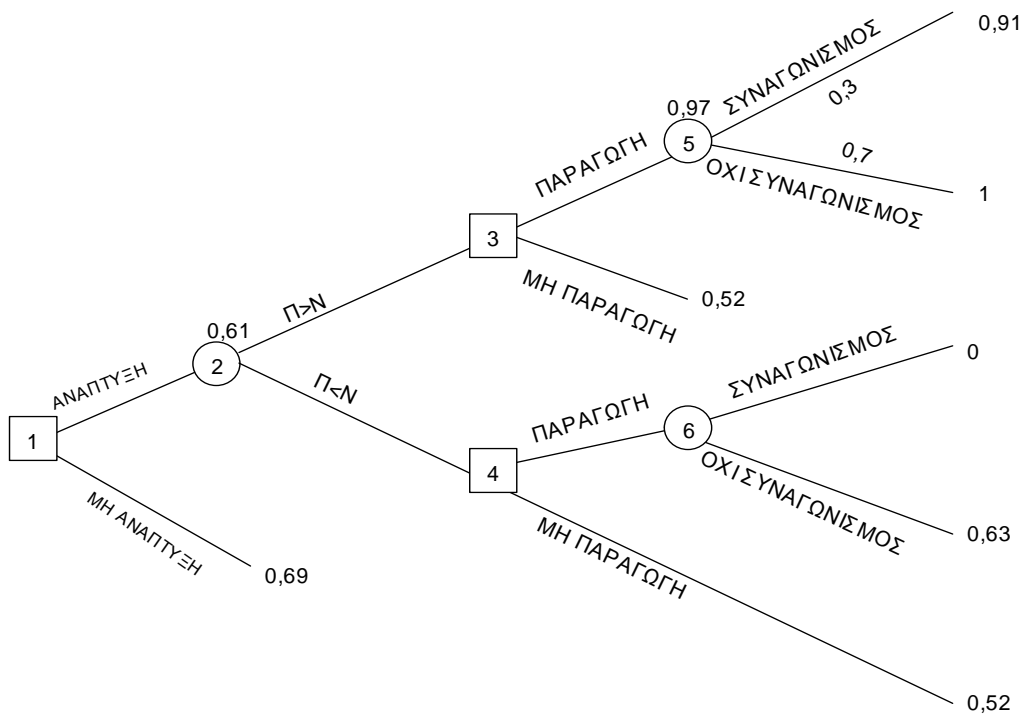 0,91
ΣΥΝΑΓΩΝΙΣΜΟΣ
0,3
0,97
5
0,7
ΟΧΙ ΣΥΝΑΓΩΝΙΣΜΟΣ
1
ΠΑΡΑΓΩΓΗ
3
ΜΗ ΠΑΡΑΓΩΓΗ
0,52
Π>Ν
0,61
2
ΑΝΑΠΤΥΞΗ
1
ΜΗ ΑΝΑΠΤΥΞΗ
0,69
Π<Ν
4
ΠΑΡΑΓΩΓΗ
6
ΣΥΝΑΓΩΝΙΣΜΟΣ
0
ΟΧΙ ΣΥΝΑΓΩΝΙΣΜΟΣ
0,63
ΜΗ ΠΑΡΑΓΩΓΗ
0,52